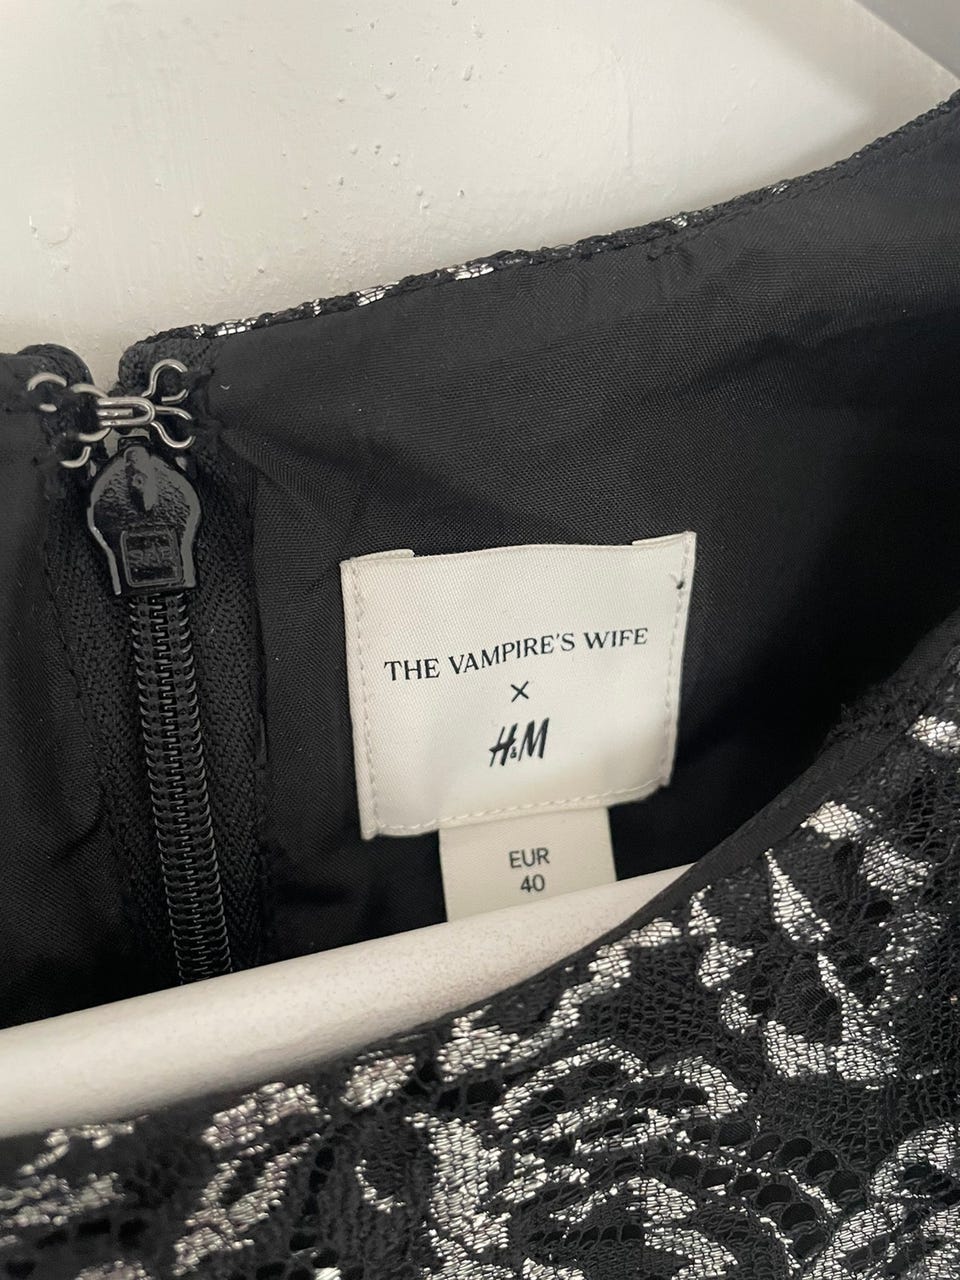 THE VAMPIRE'S WIFE
×
H&M
EUR
40